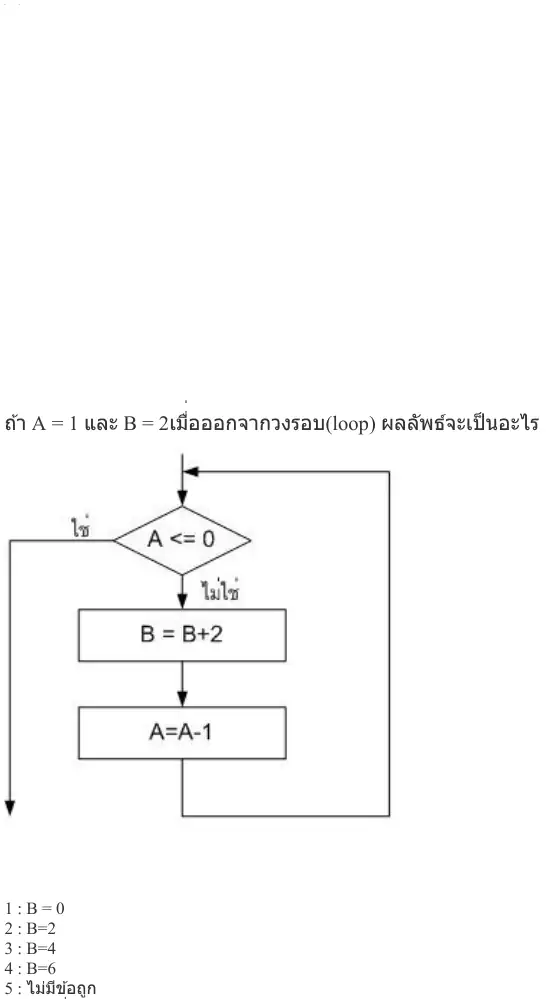 ถ้า A = 1 และ B = 2เมื่อออกจากวงรอบ(loop) ผลลัพธ์จะเป็นอะไร
ใช่
A <= 0
ไม่ใช่
B = B+2
A=A-1
1 : B = 0
2 : B=2
3 : B=4
4 : B=6
5 : ไม่มีข้อถูก